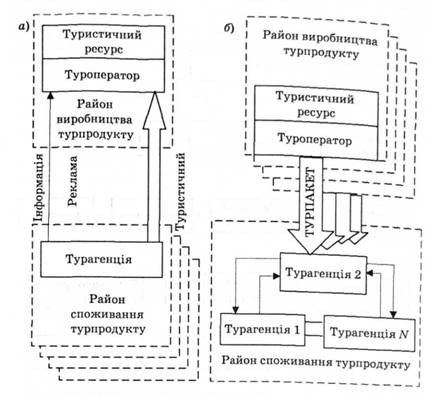 а)
Туристичний
ресурс
Туроператор
Район
виробництва
турпродукту
Інформація
Реклама
Туристичний
Турагенція
Район
споживання
турпродукту
б)
Район виробництва
турпродукту
Туристичний
ресурс
Туроператор
ТУРПАКЕТ
Турагенція 2
Турагенція 1
Турагенція N
Район споживання турпродукту